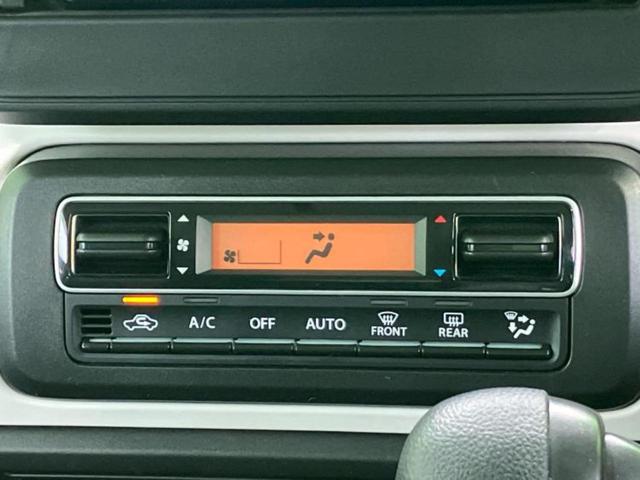 A/C OFF AUTO FRONT REAR